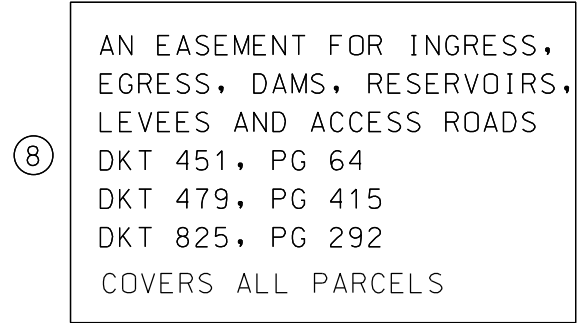 AN EASEMENT FOR INGRESS,
EGRESS, DAMS, RESERVOIRS,
LEVEES AND ACCESS ROADS
8
DKT 451, PG 64
DKT 479, PG 415
DKT 825, PG 292
COVERS ALL PARCELS